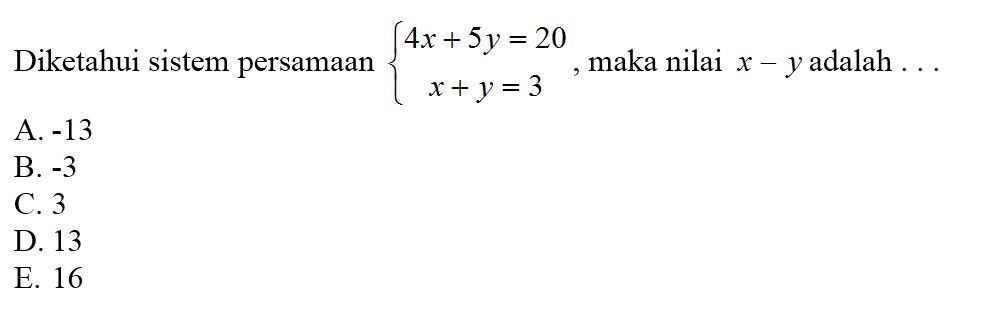 Diketahui sistem persamaan { 4x + 5y = 20
x + y = 3 , maka nilai x – y adalah . . .
A. -13
B. -3
C. 3
D. 13
E. 16